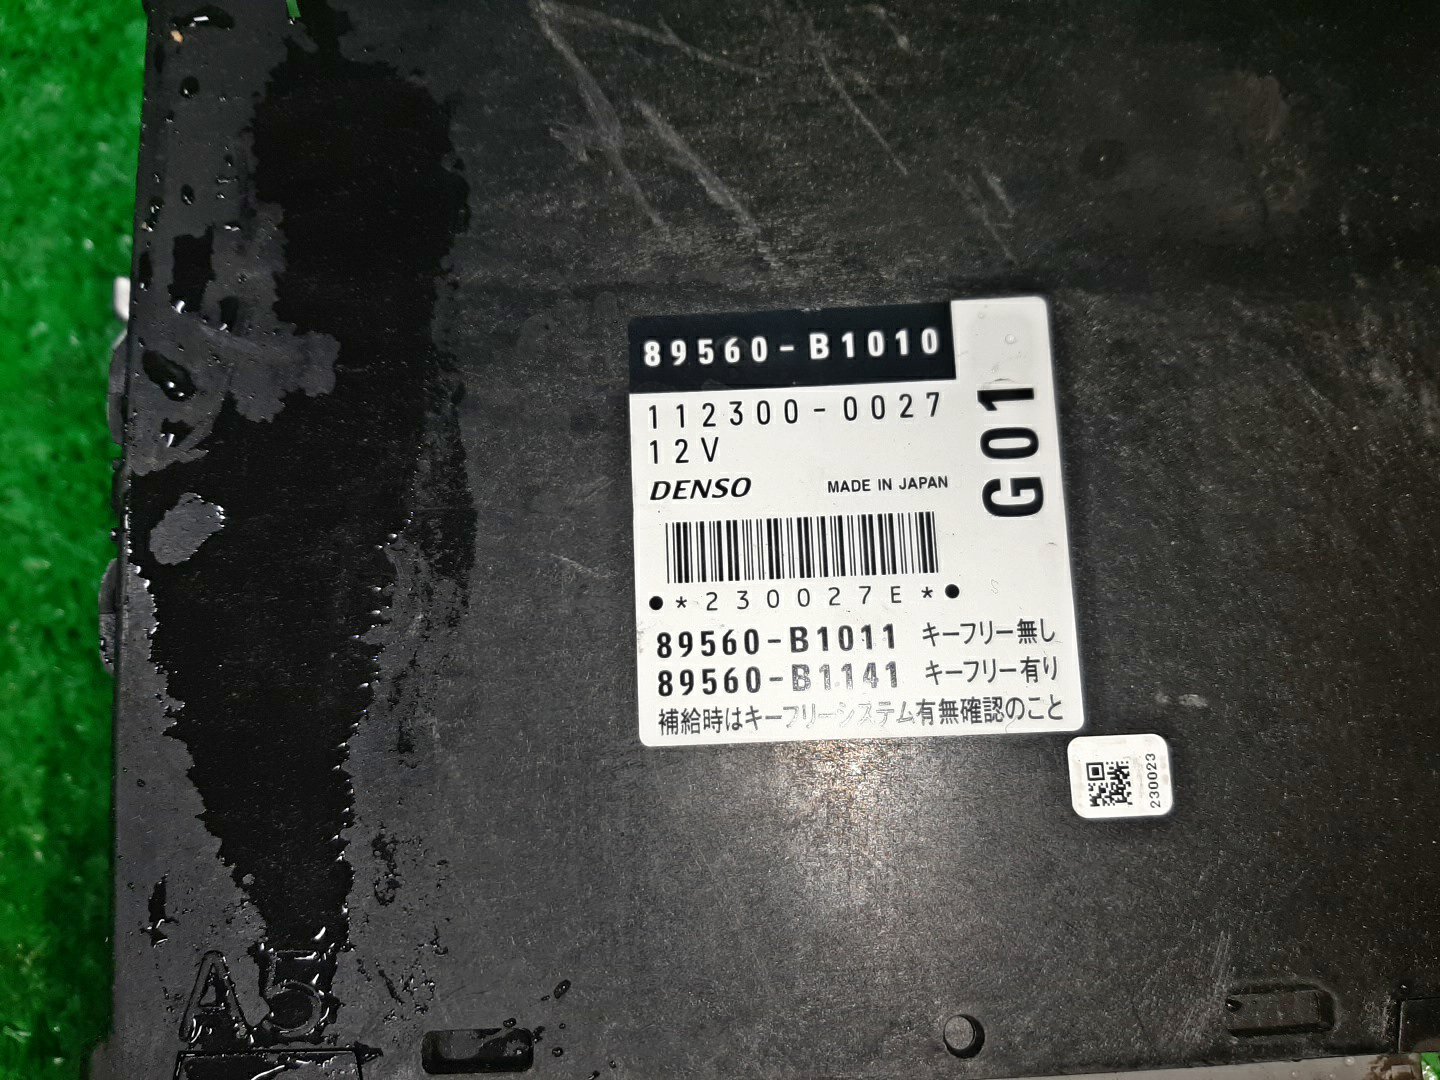 89560-B1010
112300-0027
12V
DENSO MADE IN JAPAN
G01
*230027E*
89560-B1011 キーフリー無し
89560-B1141 キーフリー有り
補給時はキーフリーシステム有無確認のこと
230023
A5